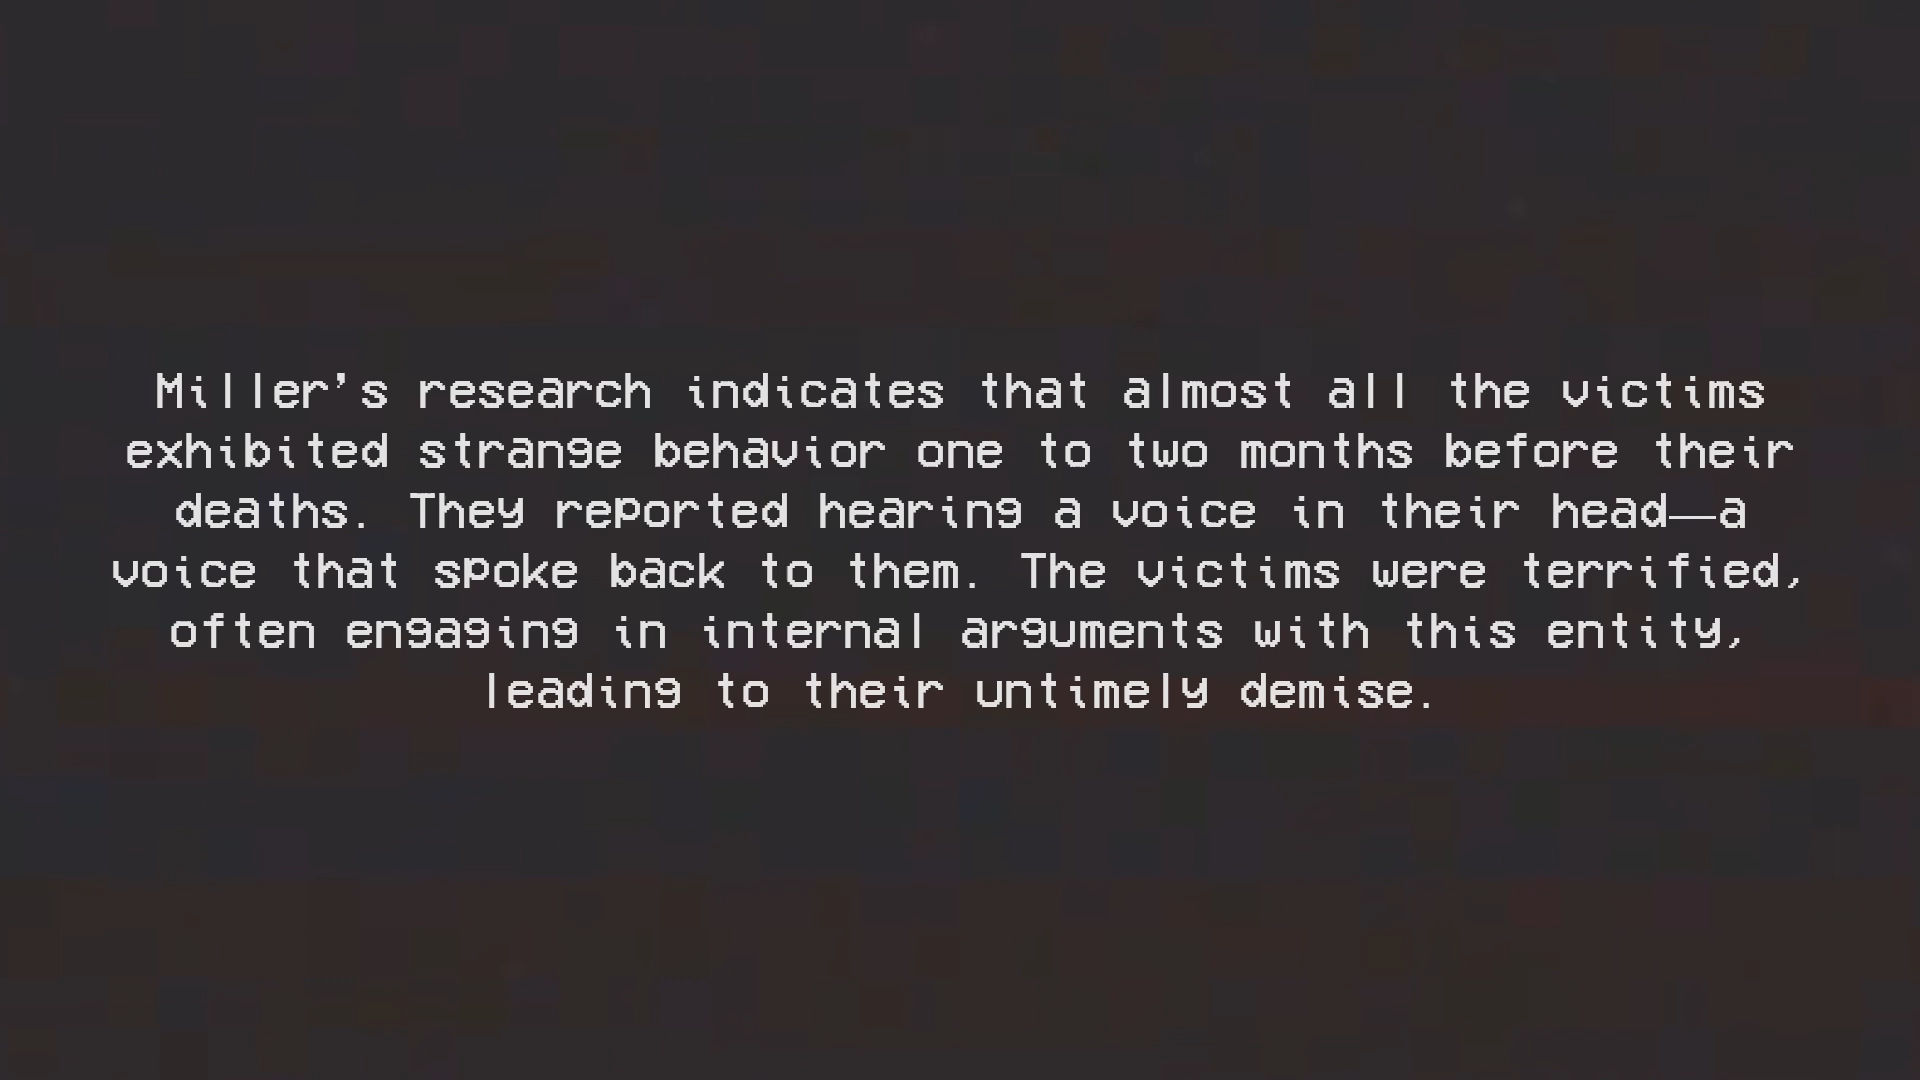 Miller’s research indicates that almost all the victims
exhibited strange behavior one to two months before their
deaths. They reported hearing a voice in their head—a
voice that spoke back to them. The victims were terrified,
often engaging in internal arguments with this entity,
leading to their untimely demise.